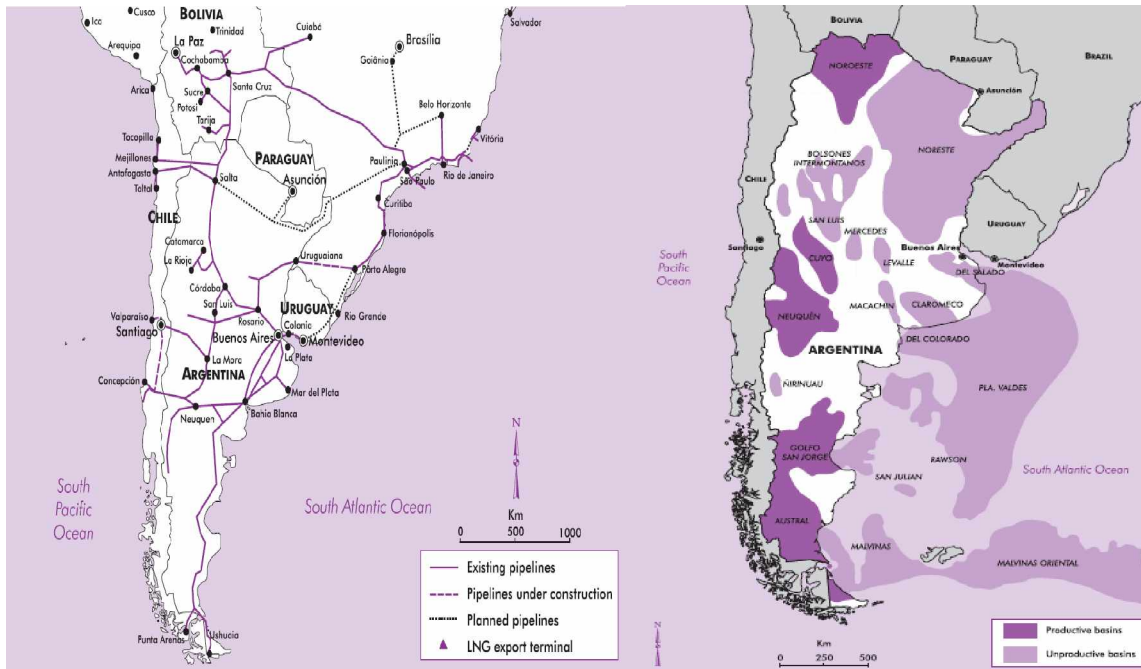 Cusco
Ica
BOLIVIA
Trinidad
Cuiabá
Salvador
La Paz
Arequipa
Brasília
Cochabamba
Goiânia
Arica
Santa Cruz
Sucre
Potosí
Belo Horizonte
Tarija
Vitória
Tocopilla
Mejillones
PARAGUAY
Paulinia
Antofagasta
Asunción
São Paulo
Rio de Janeiro
Taltal
Salta
Curitiba
CHILE
Catamarca
Florianópolis
La Rioja
Uruguaiana
Pôrto Alegre
Córdoba
San Luis
URUGUAY
Valparaíso
Rosario
Colonia
Rio Grande
Santiago
Buenos Aires
Montevideo
La Plata
La Mora
ARGENTINA
Concepción
Mar del Plata
Neuquen
Bahía Blanca
N
South
Pacific
Ocean
South Atlantic Ocean
Km
0 500 1000
Existing pipelines
Pipelines under construction
Planned pipelines
LNG export terminal
Punta Arenas
Ushucia
BOLIVIA
PARAGUAY
BRAZIL
NOROESTE
Asunción
NORESTE
BOLSONES
INTERMONTANOS
CHILE
SAN LUIS
URUGUAY
MERCEDES
Santiago
Buenos Aires
CUYO
LEVALLE
Montevideo
DEL SALADO
South
Pacific
Ocean
MACACHIN
CLAROMECO
NEUQUÉN
DEL COLORADO
ARGENTINA
ÑIRINUAU
PLA. VALDES
GOLFO
SAN JORGE
RAWSON
SAN JULIAN
South Atlantic Ocean
AUSTRAL
MALVINAS
MALVINAS ORIENTAL
Km
0 250 500
Productive basins
Unproductive basins